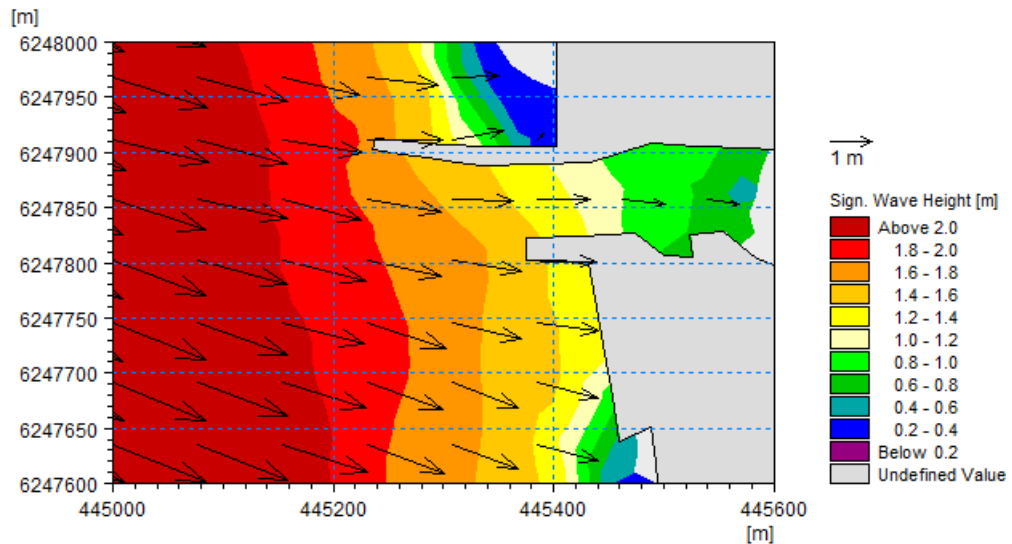 [m]
6248000
6247950
6247900
6247850
6247800
6247750
6247700
6247650
6247600
445000 445200 445400 445600
[m]
1 m
Sign. Wave Height [m]
Above 2.0
1.8 - 2.0
1.6 - 1.8
1.4 - 1.6
1.2 - 1.4
1.0 - 1.2
0.8 - 1.0
0.6 - 0.8
0.4 - 0.6
0.2 - 0.4
Below 0.2
Undefined Value